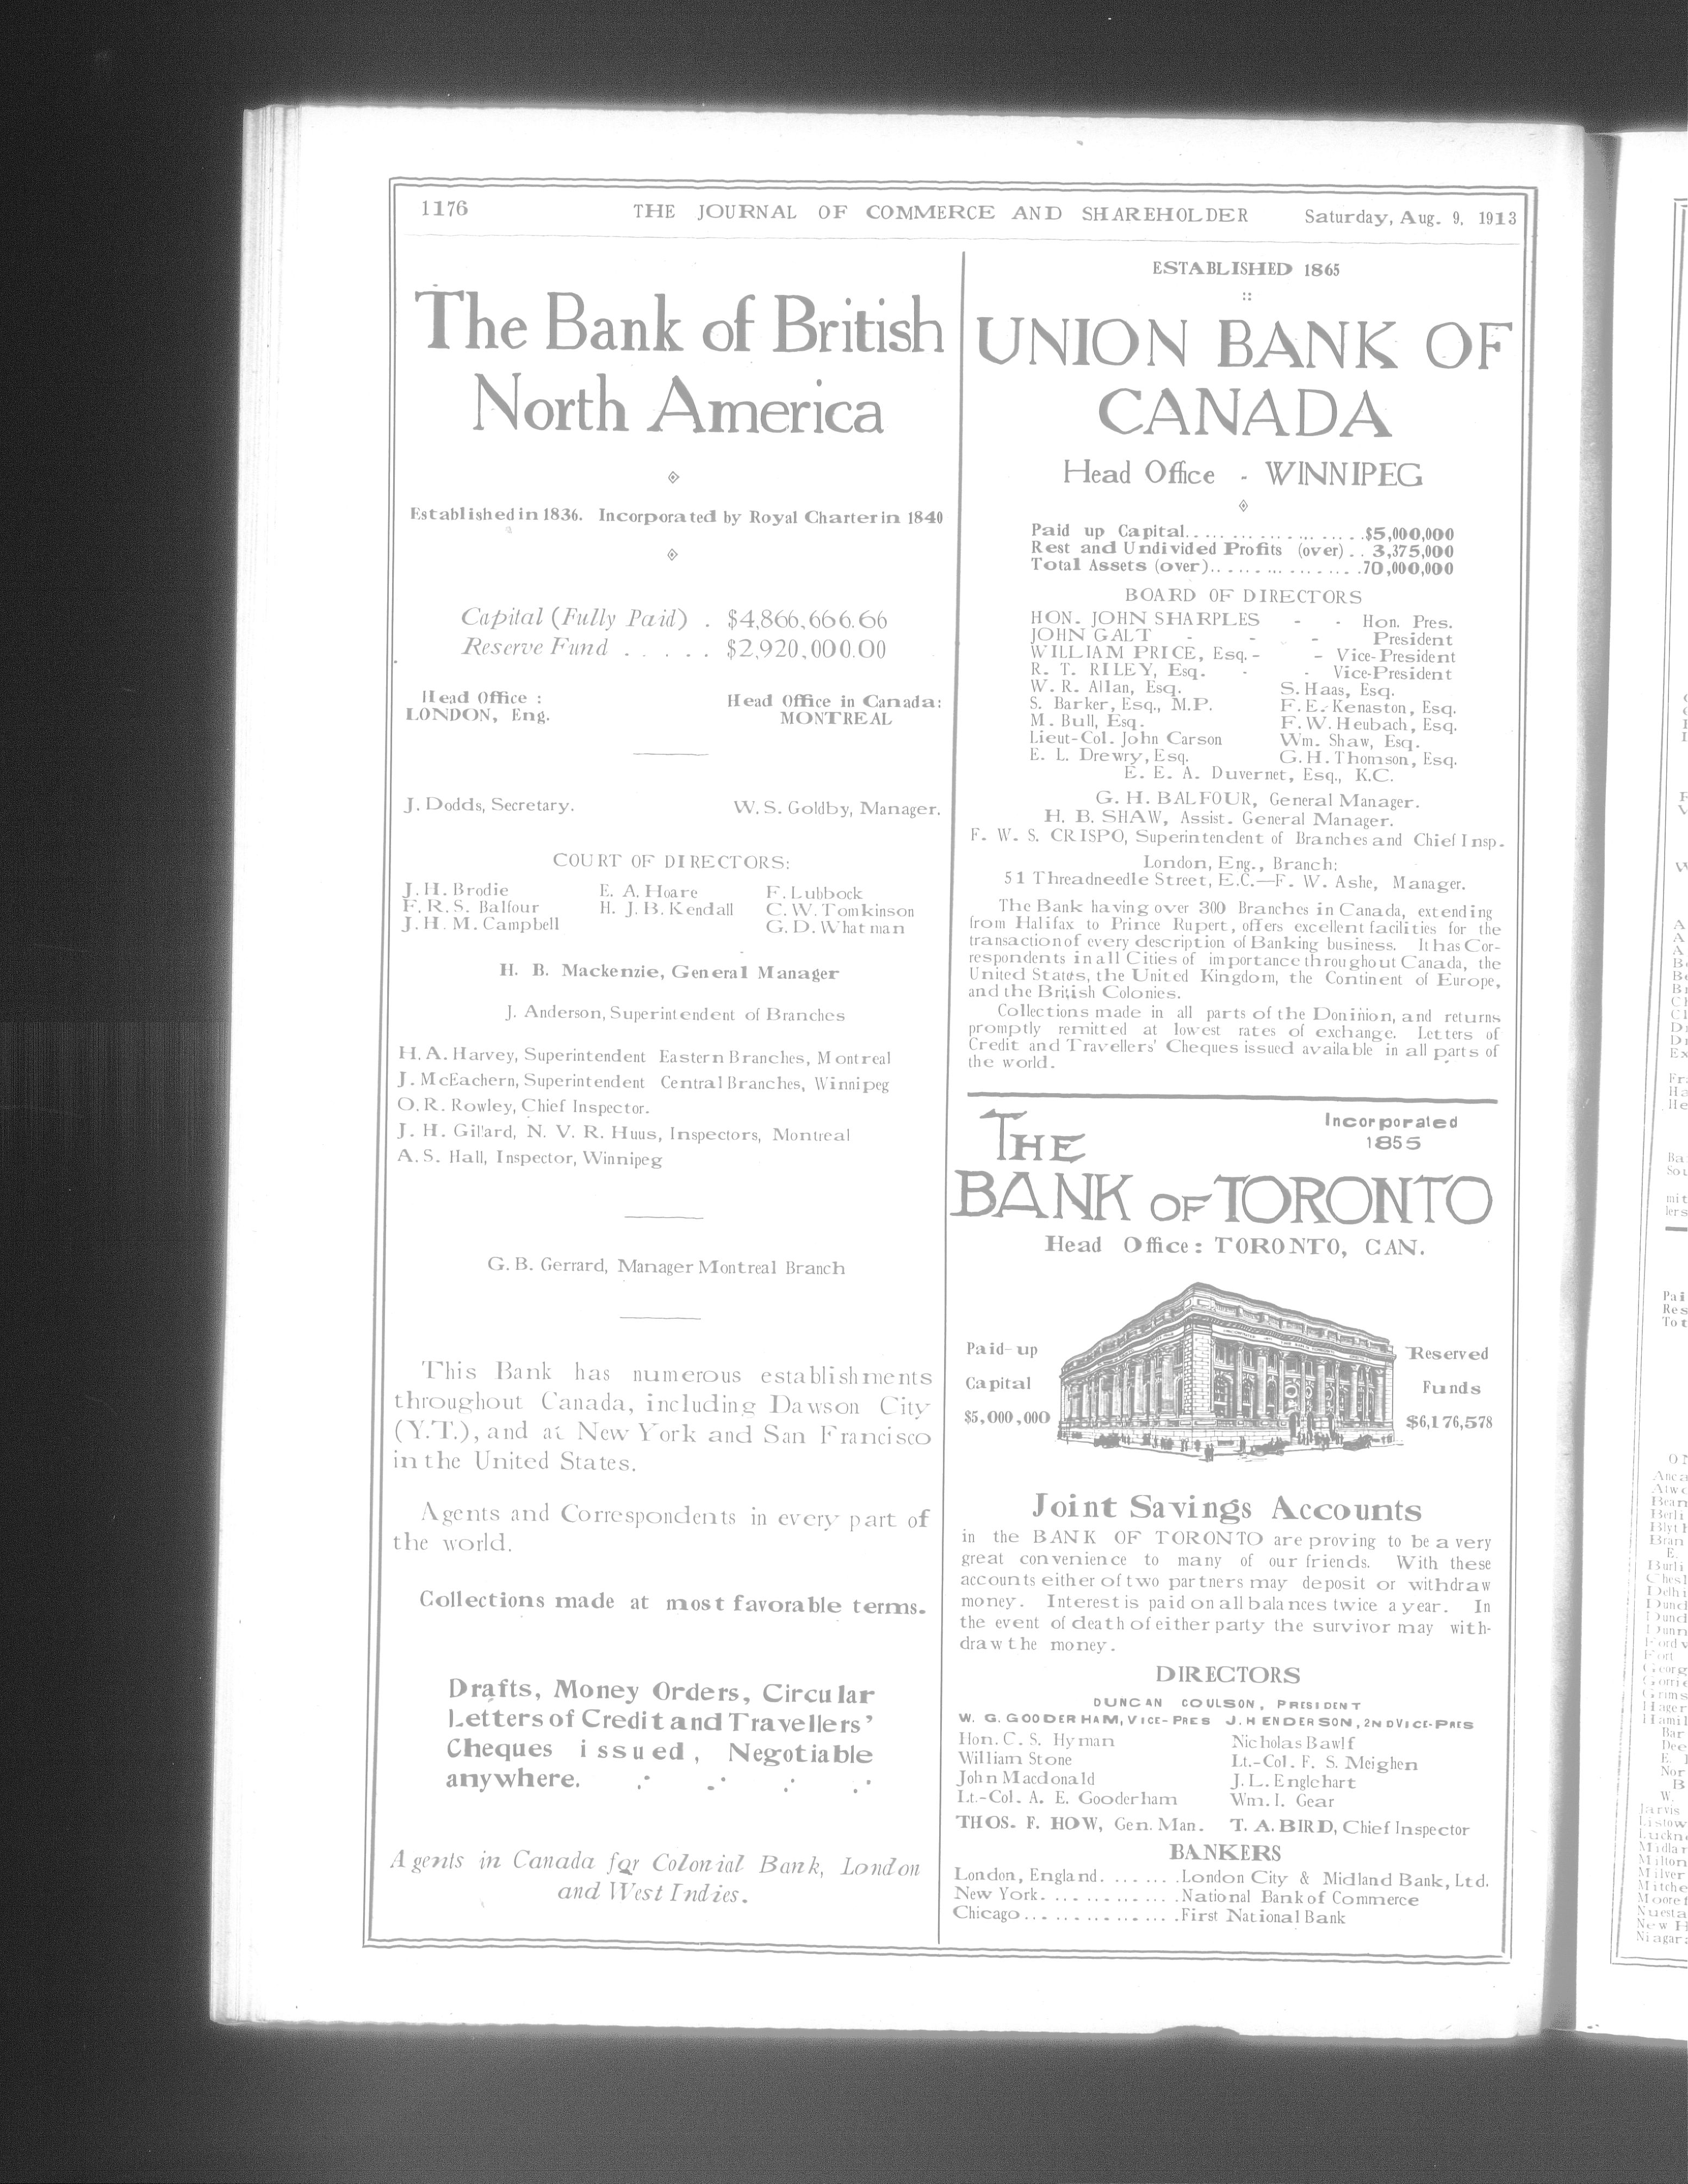 1176 THE JOURNAL OF COMMERCE AND SHAREHOLDER Saturday, Aug. 9, 1913
The Bank of British
North America
Established in 1836. Incorporated by Royal Charter in 1840
Capital (Fully Paid) . $4,866,666.66
Reserve Fund . . . . . $2,920,000.00
Head Office : Head Office in Canada:
LONDON, Eng. MONTREAL
J. Dodds, Secretary. W. S. Goldby, Manager.
COURT OF DIRECTORS:
J. H. Brodie E. A. Hoare F. Lubbock
F. R. S. Balfour H. J. B. Kendall C. W. Tomkinson
J. H. M. Campbell G. D. Whatman
H. B. Mackenzie, General Manager
J. Anderson, Superintendent of Branches
H. A. Harvey, Superintendent Eastern Branches, Montreal
J. McEachern, Superintendent Central Branches, Winnipeg
O. R. Rowley, Chief Inspector.
J. H. Gillard, N. V. R. Huus, Inspectors, Montreal
A. S. Hall, Inspector, Winnipeg
G. B. Gerrard, Manager Montreal Branch
This Bank has numerous establishments
throughout Canada, including Dawson City
(Y.T.), and at New York and San Francisco
in the United States.
Agents and Correspondents in every part of
the world.
Collections made at most favorable terms.
Drafts, Money Orders, Circular
Letters of Credit and Travellers'
Cheques issued, Negotiable
anywhere.
Agents in Canada for Colonial Bank, London
and West Indies.
ESTABLISHED 1865
::
UNION BANK OF
CANADA
Head Office - WINNIPEG
Paid up Capital....................$5,000,000
Rest and Undivided Profits (over) . . 3,375,000
Total Assets (over).................70,000,000
BOARD OF DIRECTORS
HON. JOHN SHARPLES - - Hon. Pres.
JOHN GALT - - - President
WILLIAM PRICE, Esq. - - Vice-President
R. T. RILEY, Esq. - - Vice-President
W. R. Allan, Esq. S. Haas, Esq.
S. Barker, Esq., M.P. F. E. Kenaston, Esq.
M. Bull, Esq. F. W. Heubach, Esq.
Lieut-Col. John Carson Wm. Shaw, Esq.
E. L. Drewry, Esq. G. H. Thomson, Esq.
E. E. A. Duvernet, Esq., K.C.
G. H. BALFOUR, General Manager.
H. B. SHAW, Assist. General Manager.
F. W. S. CRISPO, Superintendent of Branches and Chief Insp.
London, Eng., Branch:
51 Threadneedle Street, E.C.—F. W. Ashe, Manager.
The Bank having over 300 Branches in Canada, extending
from Halifax to Prince Rupert, offers excellent facilities for the
transaction of every description of Banking business. It has Cor-
respondents in all Cities of importance throughout Canada, the
United States, the United Kingdom, the Continent of Europe,
and the British Colonies.
Collections made in all parts of the Dominion, and returns
promptly remitted at lowest rates of exchange. Letters of
Credit and Travellers' Cheques issued available in all parts of
the world.
THE Incorporated
1855
BANK OF TORONTO
Head Office: TORONTO, CAN.
Paid-up Reserved
Capital Funds
$5,000,000 $6,176,578
Joint Savings Accounts
in the BANK OF TORONTO are proving to be a very
great convenience to many of our friends. With these
accounts either of two partners may deposit or withdraw
money. Interest is paid on all balances twice a year. In
the event of death of either party the survivor may with-
draw the money.
DIRECTORS
DUNCAN COULSON, PRESIDENT
W. G. GOODERHAM, VICE-PRES J. HENDERSON, 2ND VICE-PRES
Hon. C. S. Hyman Nicholas Bawlf
William Stone Lt.-Col. F. S. Meighen
John Macdonald J. L. Englehart
Lt.-Col. A. E. Gooderham Wm. I. Gear
THOS. F. HOW, Gen. Man. T. A. BIRD, Chief Inspector
BANKERS
London, England........London City & Midland Bank, Ltd.
New York..............National Bank of Commerce
Chicago................First National Bank